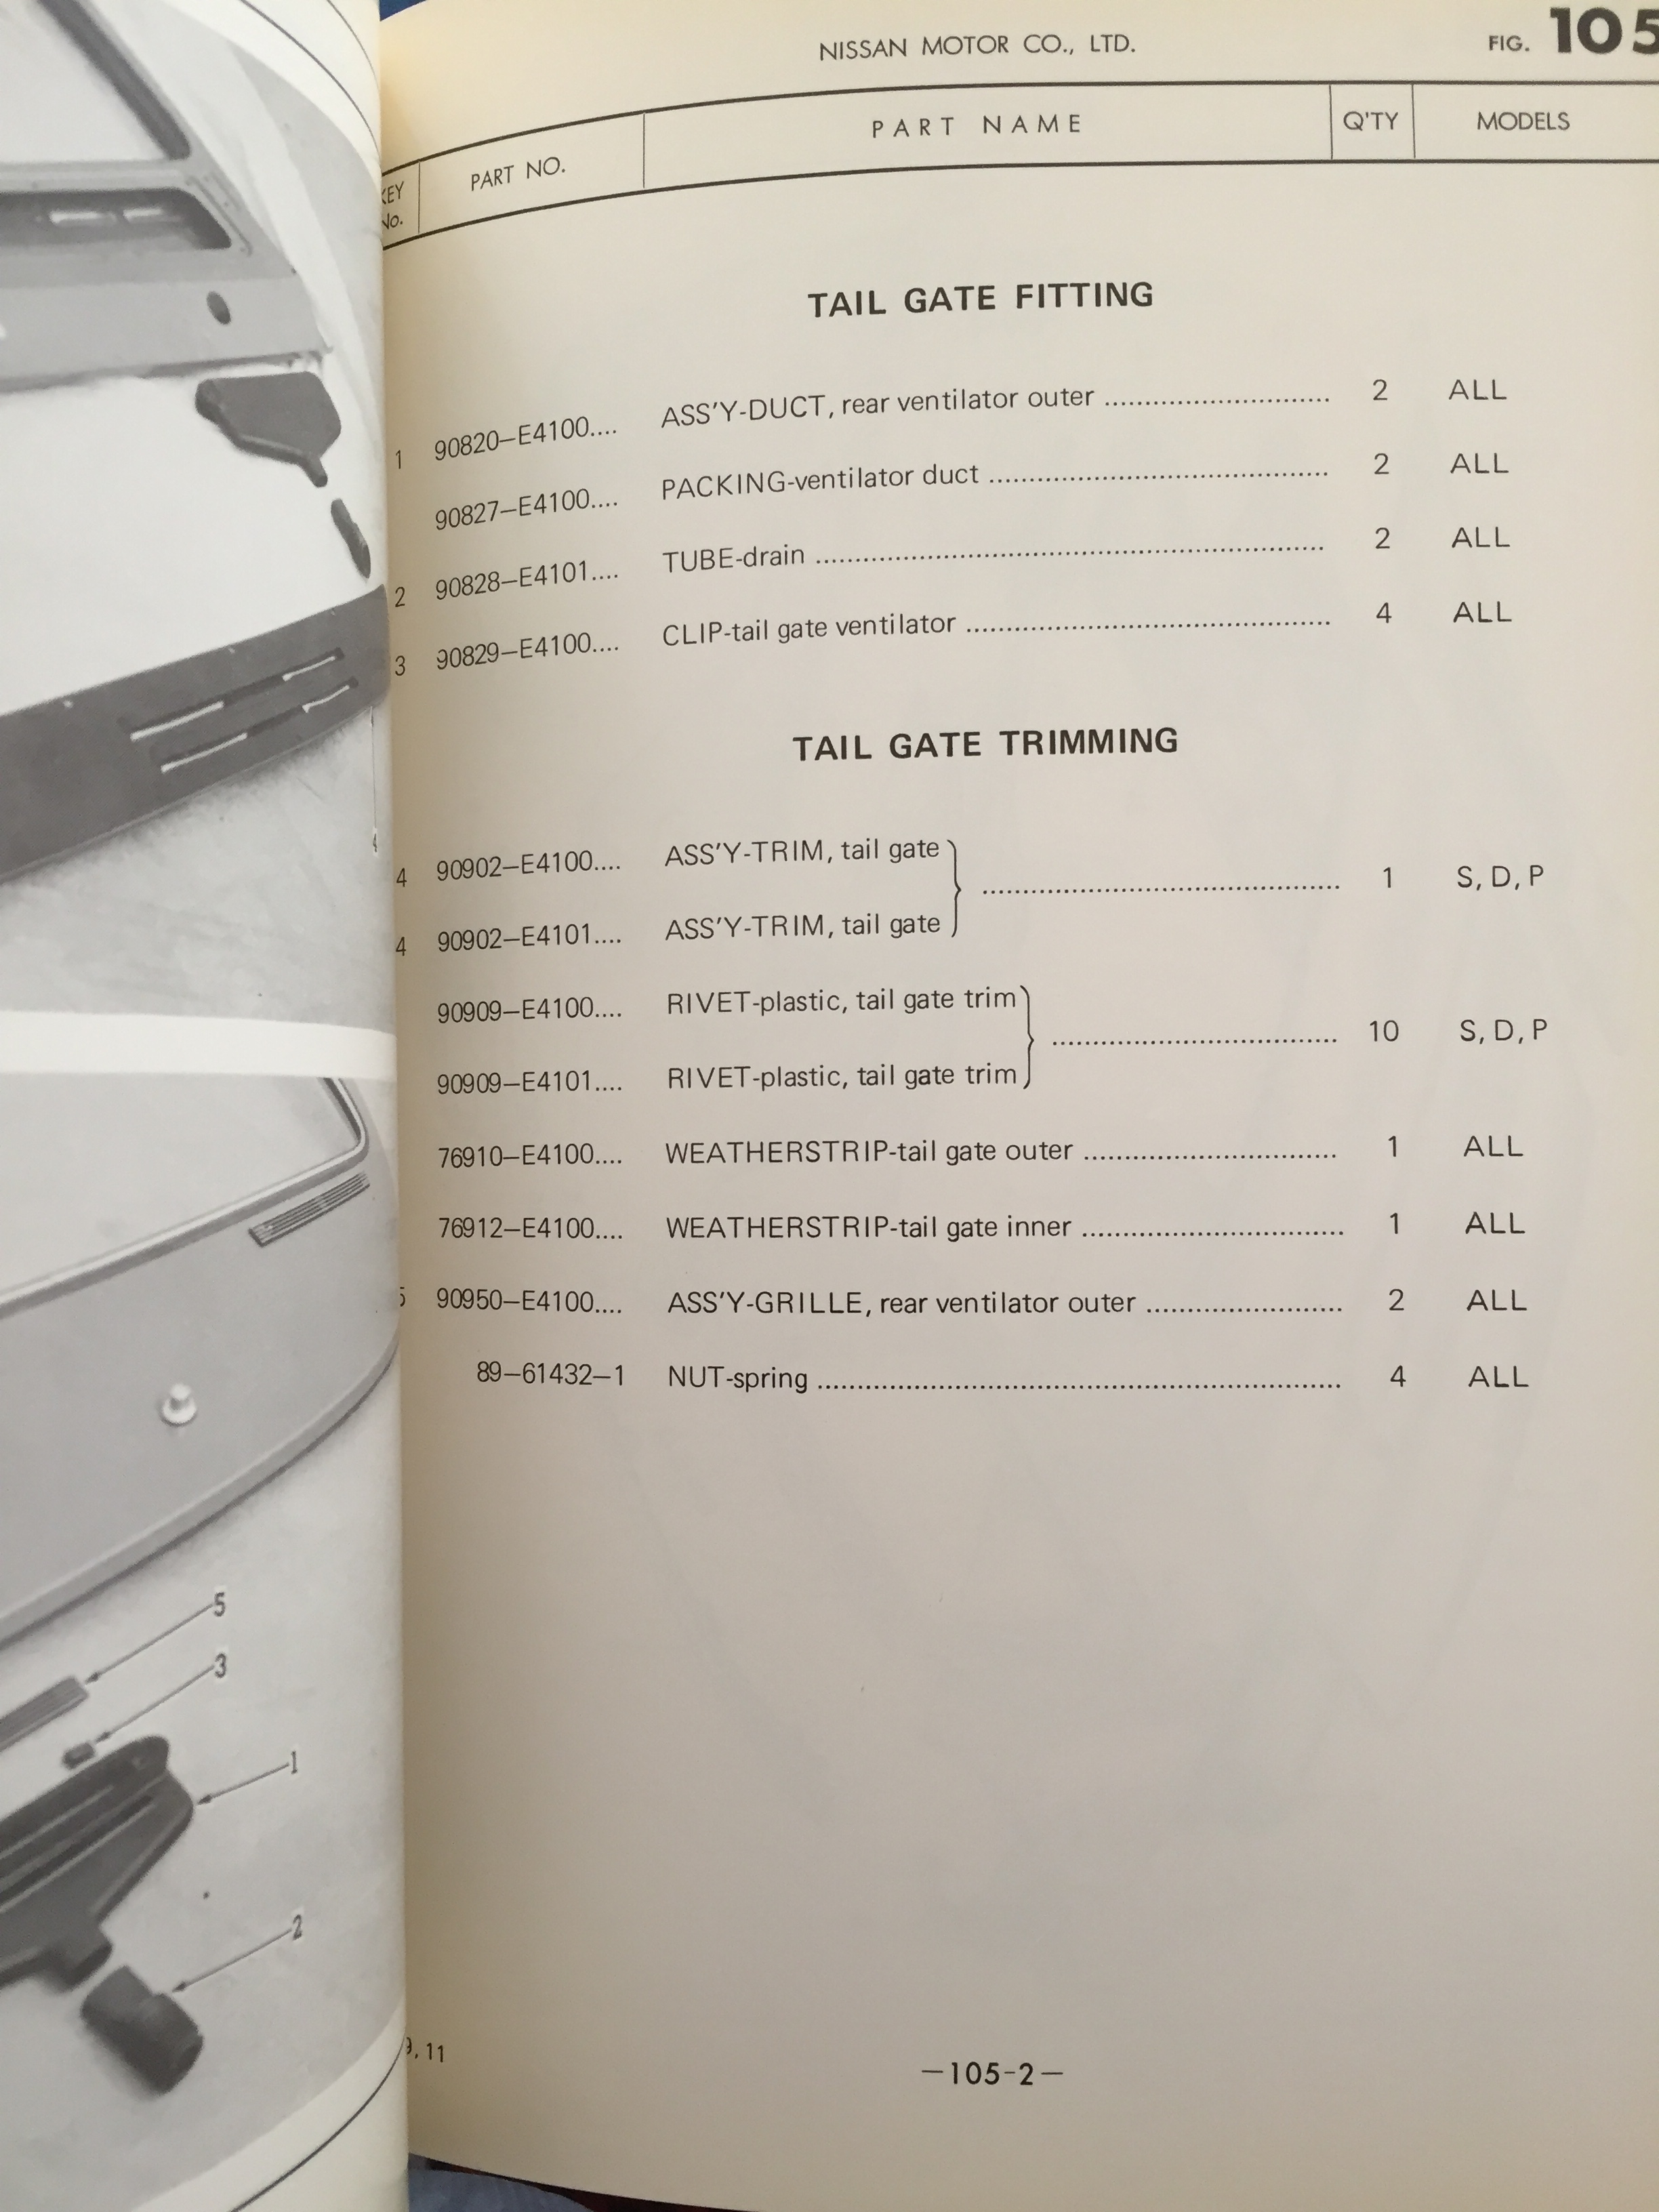 NISSAN MOTOR CO., LTD. FIG. 105
KEY No. PART NO. PART NAME Q'TY MODELS
TAIL GATE FITTING
1 90820–E4100.... ASS'Y-DUCT, rear ventilator outer ............................ 2 ALL
90827–E4100.... PACKING-ventilator duct .......................................... 2 ALL
2 90828–E4101.... TUBE-drain .............................................................. 2 ALL
3 90829–E4100.... CLIP-tail gate ventilator ............................................. 4 ALL
TAIL GATE TRIMMING
4 90902–E4100.... ASS'Y-TRIM, tail gate
} ............................................ 1 S, D, P
4 90902–E4101.... ASS'Y-TRIM, tail gate
90909–E4100.... RIVET-plastic, tail gate trim
} ................................... 10 S, D, P
90909–E4101.... RIVET-plastic, tail gate trim
76910–E4100.... WEATHERSTRIP-tail gate outer ............................... 1 ALL
76912–E4100.... WEATHERSTRIP-tail gate inner ................................ 1 ALL
5 90950–E4100.... ASS'Y-GRILLE, rear ventilator outer ........................ 2 ALL
89–61432–1 NUT-spring ................................................................ 4 ALL
4
5
3
1
2
9, 11
—105-2—